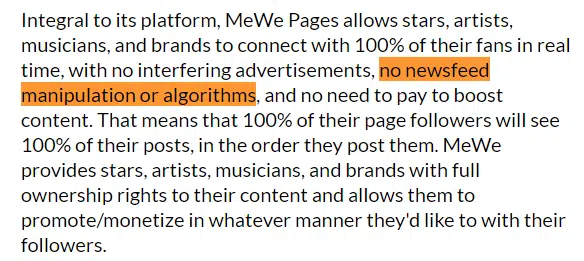 Integral to its platform, MeWe Pages allows stars, artists,
musicians, and brands to connect with 100% of their fans in real
time, with no interfering advertisements, no newsfeed
manipulation or algorithms, and no need to pay to boost
content. That means that 100% of their page followers will see
100% of their posts, in the order they post them. MeWe
provides stars, artists, musicians, and brands with full
ownership rights to their content and allows them to
promote/monetize in whatever manner they'd like to with their
followers.